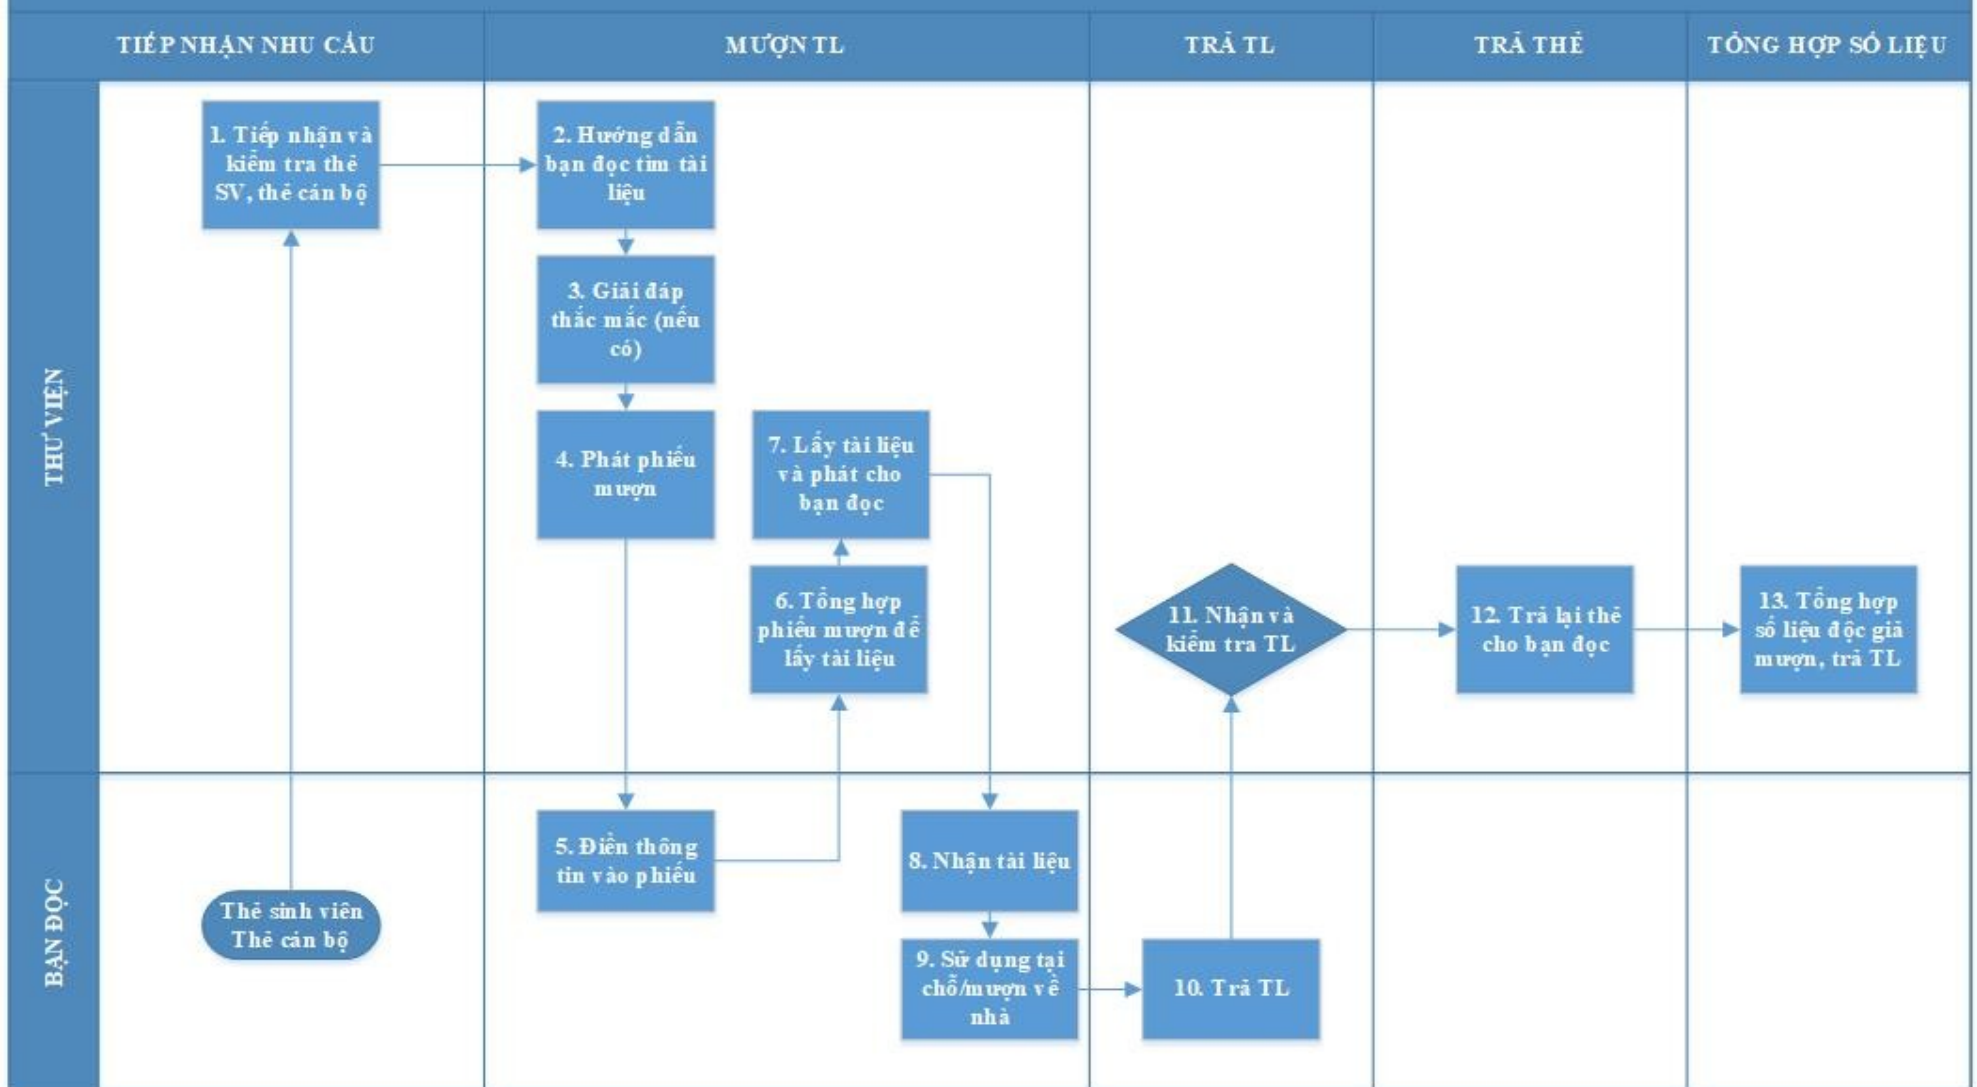 TIẾP NHẬN NHU CẦU
MƯỢN TL
TRẢ TL
TRẢ THẺ
TỔNG HỢP SỐ LIỆU
THƯ VIỆN
1. Tiếp nhận và
kiểm tra thẻ
SV, thẻ cán bộ
2. Hướng dẫn
bạn đọc tìm tài
liệu
3. Giải đáp
thắc mắc (nếu
có)
4. Phát phiếu
mượn
7. Lấy tài liệu
và phát cho
bạn đọc
6. Tổng hợp
phiếu mượn để
lấy tài liệu
11. Nhận và
kiểm tra TL
12. Trả lại thẻ
cho bạn đọc
13. Tổng hợp
số liệu độc giả
mượn, trả TL
BẠN ĐỌC
Thẻ sinh viên
Thẻ cán bộ
5. Điền thông
tin vào phiếu
8. Nhận tài liệu
9. Sử dụng tại
chỗ/mượn về
nhà
10. Trả TL